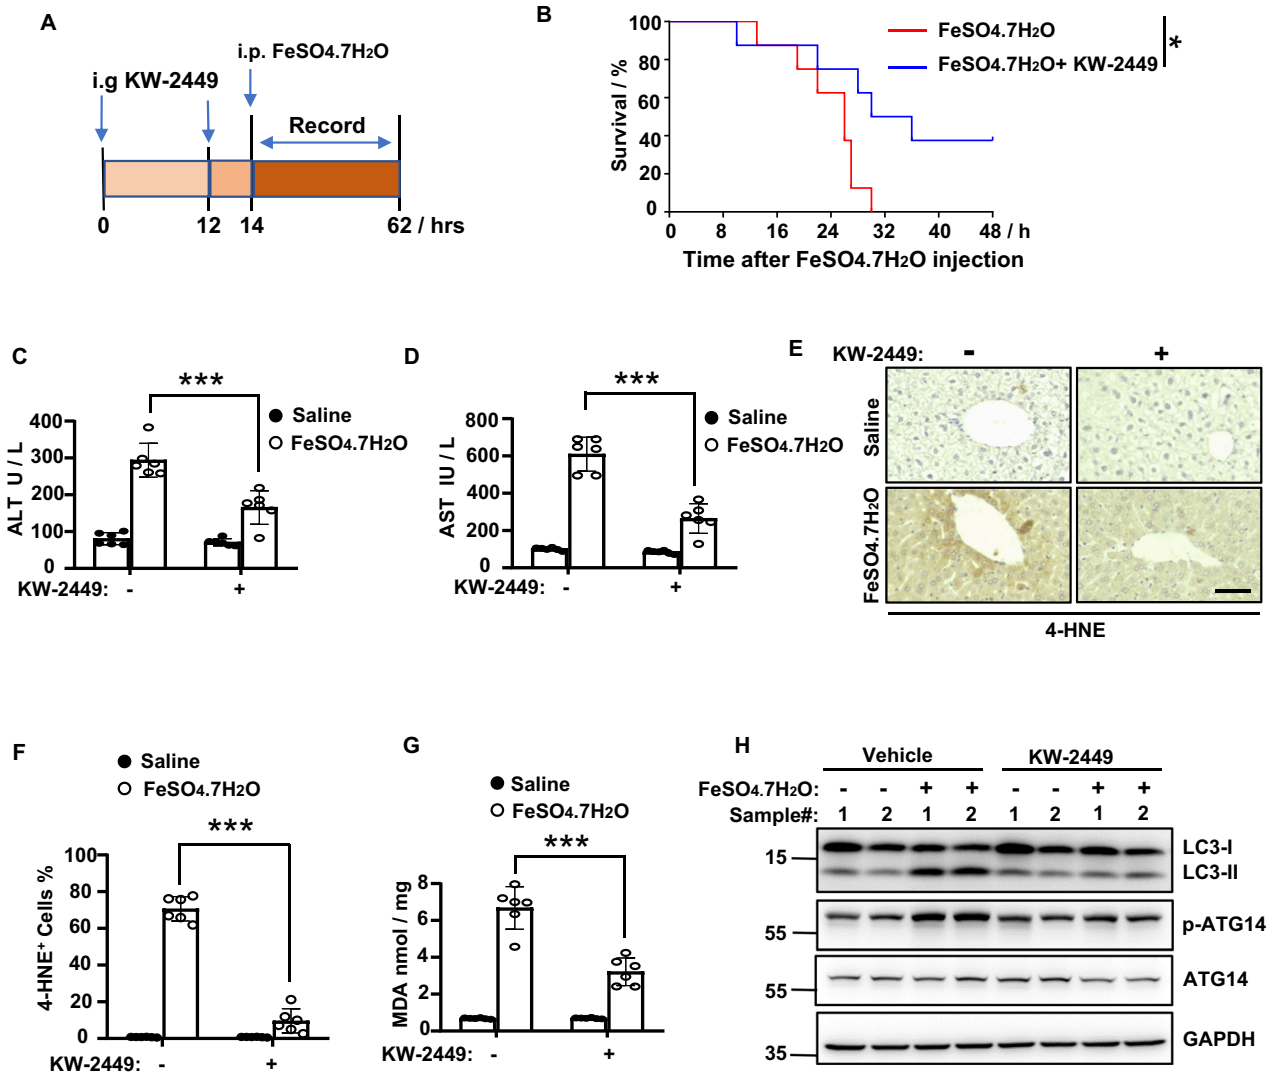 A
i.p. FeSO4.7H2O
i.g KW-2449
Record
0 12 14 62 / hrs
B
FeSO4.7H2O
FeSO4.7H2O+ KW-2449
*
Survival / %
100
80
60
40
20
0
0 8 16 24 32 40 48 / h
Time after FeSO4.7H2O injection
C
***
Saline
FeSO4.7H2O
ALT U / L
400
300
200
100
0
KW-2449: - +
D
***
Saline
FeSO4.7H2O
AST IU / L
800
600
400
200
0
KW-2449: - +
E
KW-2449: - +
Saline
FeSO4.7H2O
4-HNE
F
Saline
FeSO4.7H2O
***
4-HNE+ Cells %
100
80
60
40
20
0
KW-2449: - +
G
Saline
FeSO4.7H2O
***
MDA nmol / mg
8
6
4
2
0
KW-2449: - +
H
Vehicle KW-2449
FeSO4.7H2O: - - + + - - + +
Sample#: 1 2 1 2 1 2 1 2
15
LC3-I
LC3-II
55
p-ATG14
55
ATG14
35
GAPDH